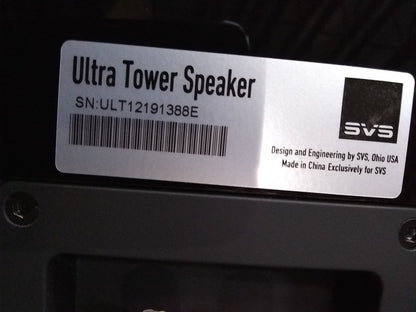 Ultra Tower Speaker
SN:ULT12191388E
SVS
Design and Engineering by SVS, Ohio USA
Made in China Exclusively for SVS